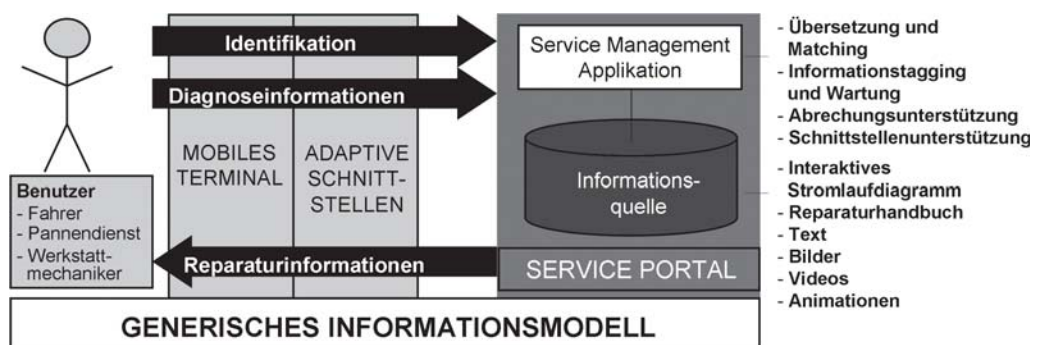 Identifikation
Diagnoseinformationen
MOBILES
TERMINAL
ADAPTIVE
SCHNITT-
STELLEN
Benutzer
- Fahrer
- Pannendienst
- Werkstatt-
mechaniker
Reparaturinformationen
Service Management
Applikation
Informations-
quelle
SERVICE PORTAL
- Übersetzung und
Matching
- Informationstagging
und Wartung
- Abrechungsunterstützung
- Schnittstellenunterstützung
- Interaktives
Stromlaufdiagramm
- Reparaturhandbuch
- Text
- Bilder
- Videos
- Animationen
GENERISCHES INFORMATIONSMODELL